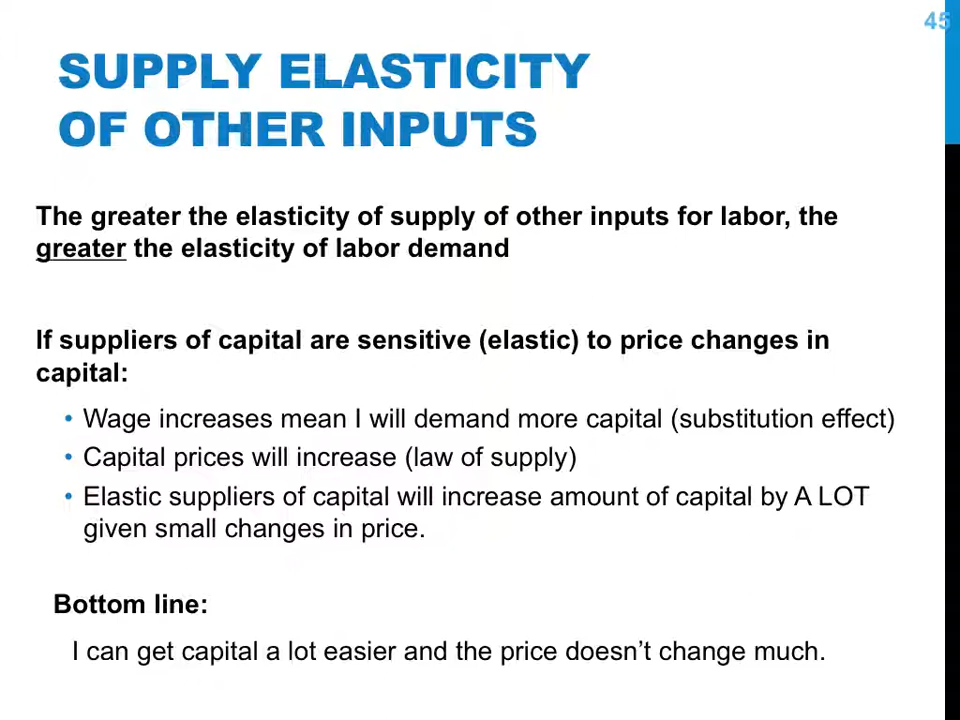 45
SUPPLY ELASTICITY
OF OTHER INPUTS
The greater the elasticity of supply of other inputs for labor, the
greater the elasticity of labor demand
If suppliers of capital are sensitive (elastic) to price changes in
capital:
• Wage increases mean I will demand more capital (substitution effect)
• Capital prices will increase (law of supply)
• Elastic suppliers of capital will increase amount of capital by A LOT
given small changes in price.
Bottom line:
I can get capital a lot easier and the price doesn’t change much.